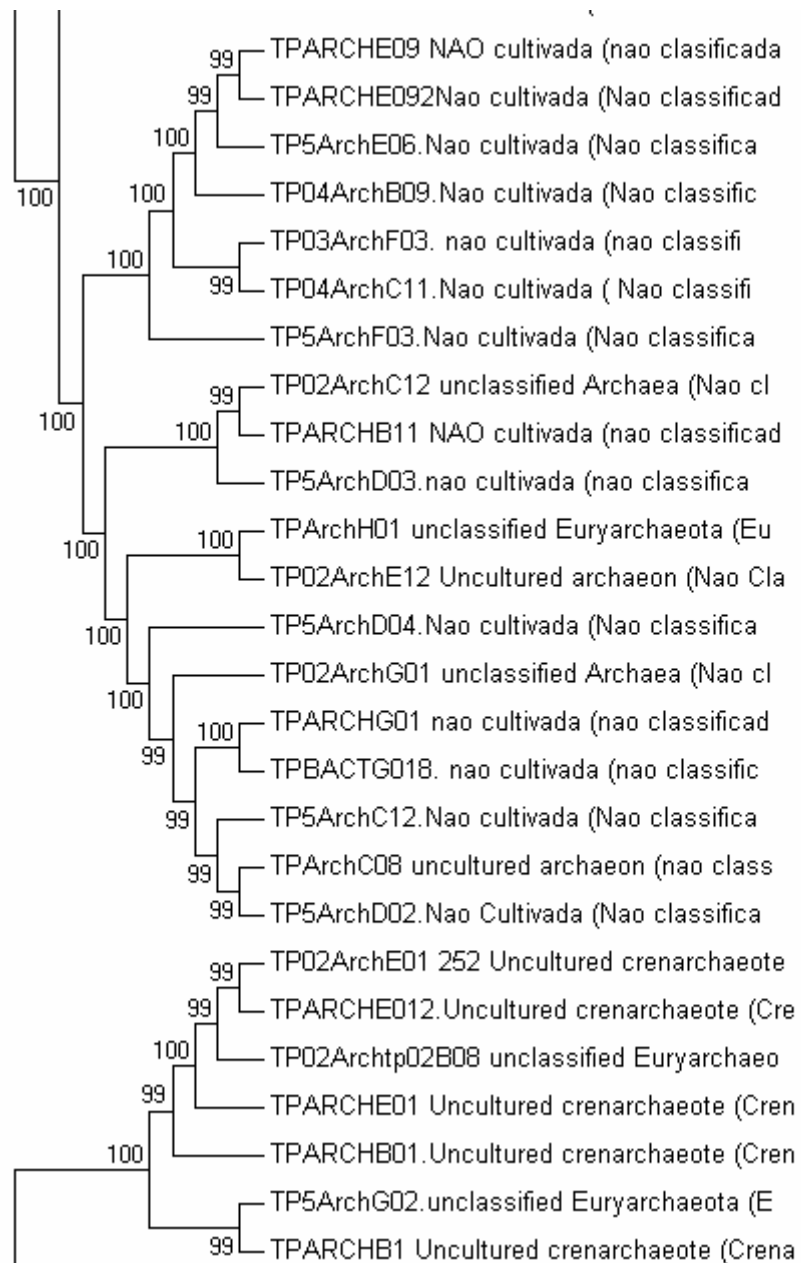 99 TPARCHE09 NAO cultivada (nao clasificada
99 TPARCHE092Nao cultivada (Nao classificad
100 TP5ArchE06.Nao cultivada (Nao classifica
100 100 TP04ArchB09.Nao cultivada (Nao classific
TP03ArchF03. nao cultivada (nao classifi
100 99 TP04ArchC11.Nao cultivada ( Nao classifi
TP5ArchF03.Nao cultivada (Nao classifica
99 TP02ArchC12 unclassified Archaea (Nao cl
100 100 TPARCHB11 NAO cultivada (nao classificad
TP5ArchD03.nao cultivada (nao classifica
100 100 TPArchH01 unclassified Euryarchaeota (Eu
TP02ArchE12 Uncultured archaeon (Nao Cla
100 TP5ArchD04.Nao cultivada (Nao classifica
100 TP02ArchG01 unclassified Archaea (Nao cl
99 100 TPARCHG01 nao cultivada (nao classificad
TPBACTG018. nao cultivada (nao classific
99 TP5ArchC12.Nao cultivada (Nao classifica
99 TPArchC08 uncultured archaeon (nao class
99 TP5ArchD02.Nao Cultivada (Nao classifica
99 TP02ArchE01 252 Uncultured crenarchaeote
99 TPARCHE012.Uncultured crenarchaeote (Cre
100 TP02Archtp02B08 unclassified Euryarchaeo
99 TPARCHE01 Uncultured crenarchaeote (Cren
100 TPARCHB01.Uncultured crenarchaeote (Cren
TP5ArchG02.unclassified Euryarchaeota (E
99 TPARCHB1 Uncultured crenarchaeote (Crena